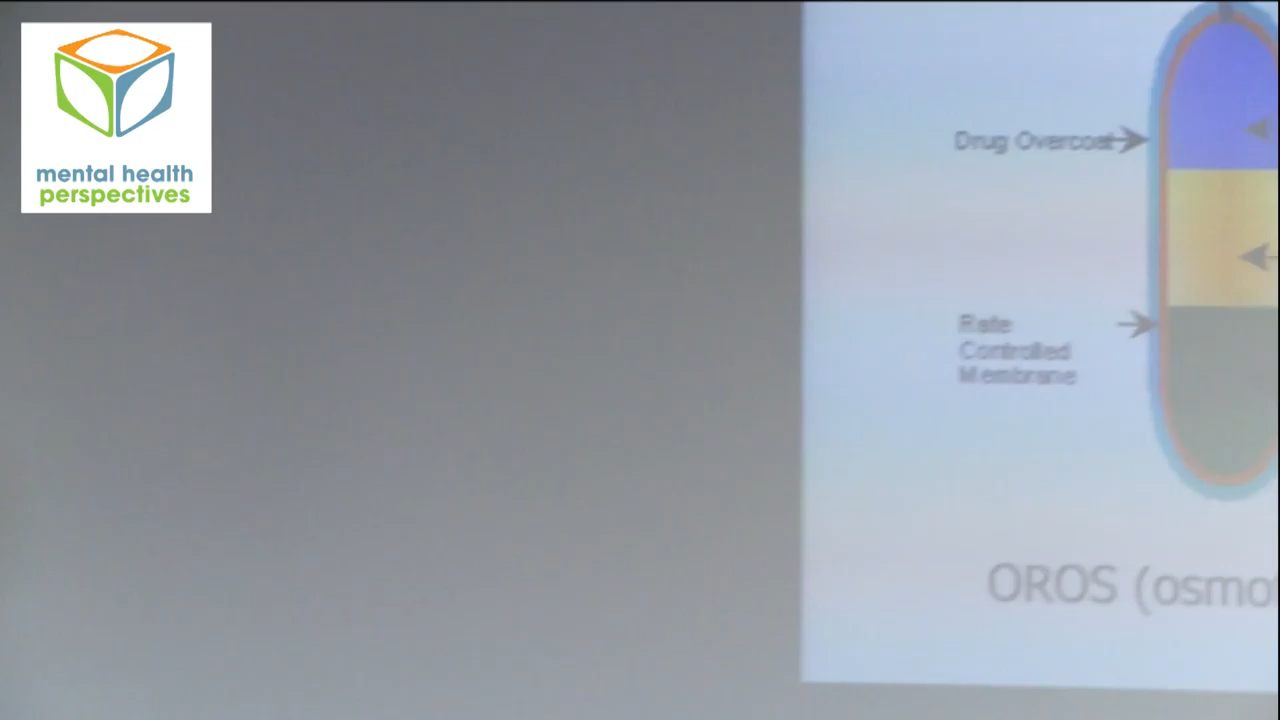 mental health
perspectives
Drug Overcoat
Rate
Controlled
Membrane
OROS (osmo